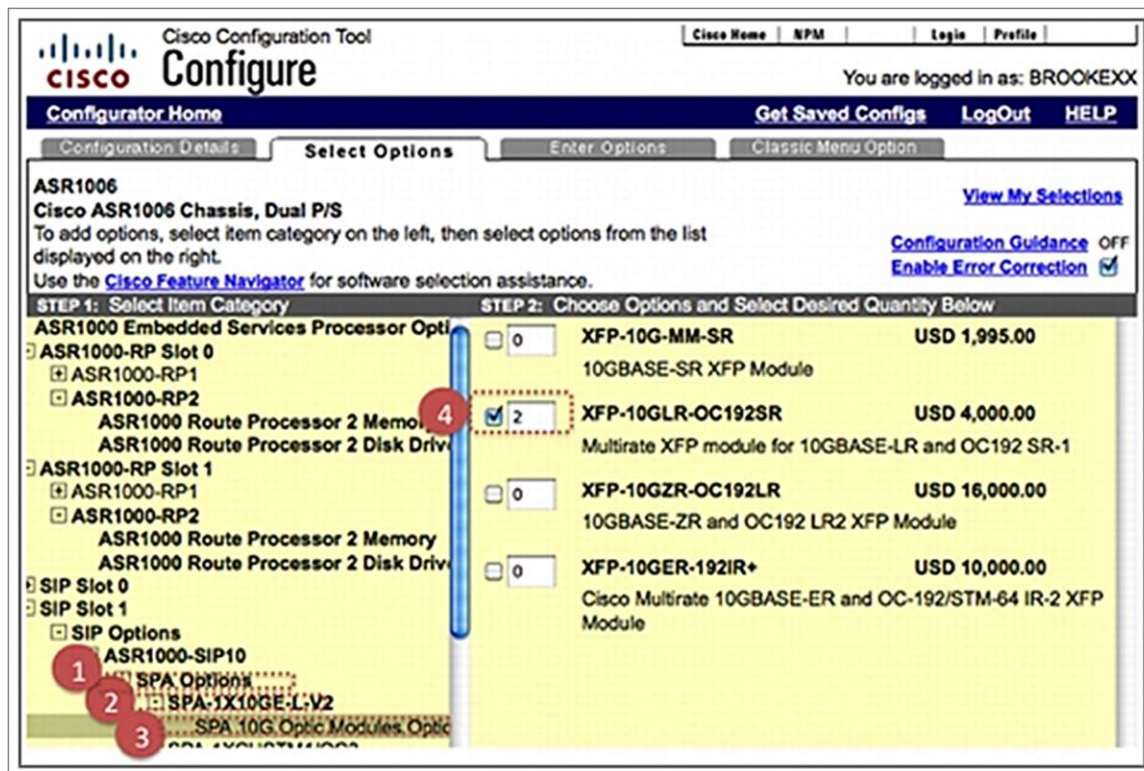 Cisco Configuration Tool
Cisco Home NPM Login Profile
CISCO Configure
You are logged in as: BROOKEXX
Configurator Home Get Saved Configs LogOut HELP
Configuration Details Select Options Enter Options Classic Menu Option
ASR1006
View My Selections
Cisco ASR1006 Chassis, Dual P/S
To add options, select item category on the left, then select options from the list
displayed on the right.
Configuration Guidance OFF
Enable Error Correction
Use the Cisco Feature Navigator for software selection assistance.
STEP 1: Select Item Category
ASR1000 Embedded Services Processor Opti
ASR1000-RP Slot 0
ASR1000-RP1
ASR1000-RP2
ASR1000 Route Processor 2 Memo
ASR1000 Route Processor 2 Disk Driv
ASR1000-RP Slot 1
ASR1000-RP1
ASR1000-RP2
ASR1000 Route Processor 2 Memory
ASR1000 Route Processor 2 Disk Driv
SIP Slot 0
SIP Slot 1
SIP Options
ASR1000-SIP10
1 SPA Options
2 SPA-1X10GE-L-V2
3 SPA 10G Optic Modules Optio
STEP 2: Choose Options and Select Desired Quantity Below
0 XFP-10G-MM-SR USD 1,995.00
10GBASE-SR XFP Module
4 2 XFP-10GLR-OC192SR USD 4,000.00
Multirate XFP module for 10GBASE-LR and OC192 SR-1
0 XFP-10GZR-OC192LR USD 16,000.00
10GBASE-ZR and OC192 LR2 XFP Module
0 XFP-10GER-192IR+ USD 10,000.00
Cisco Multirate 10GBASE-ER and OC-192/STM-64 IR-2 XFP
Module